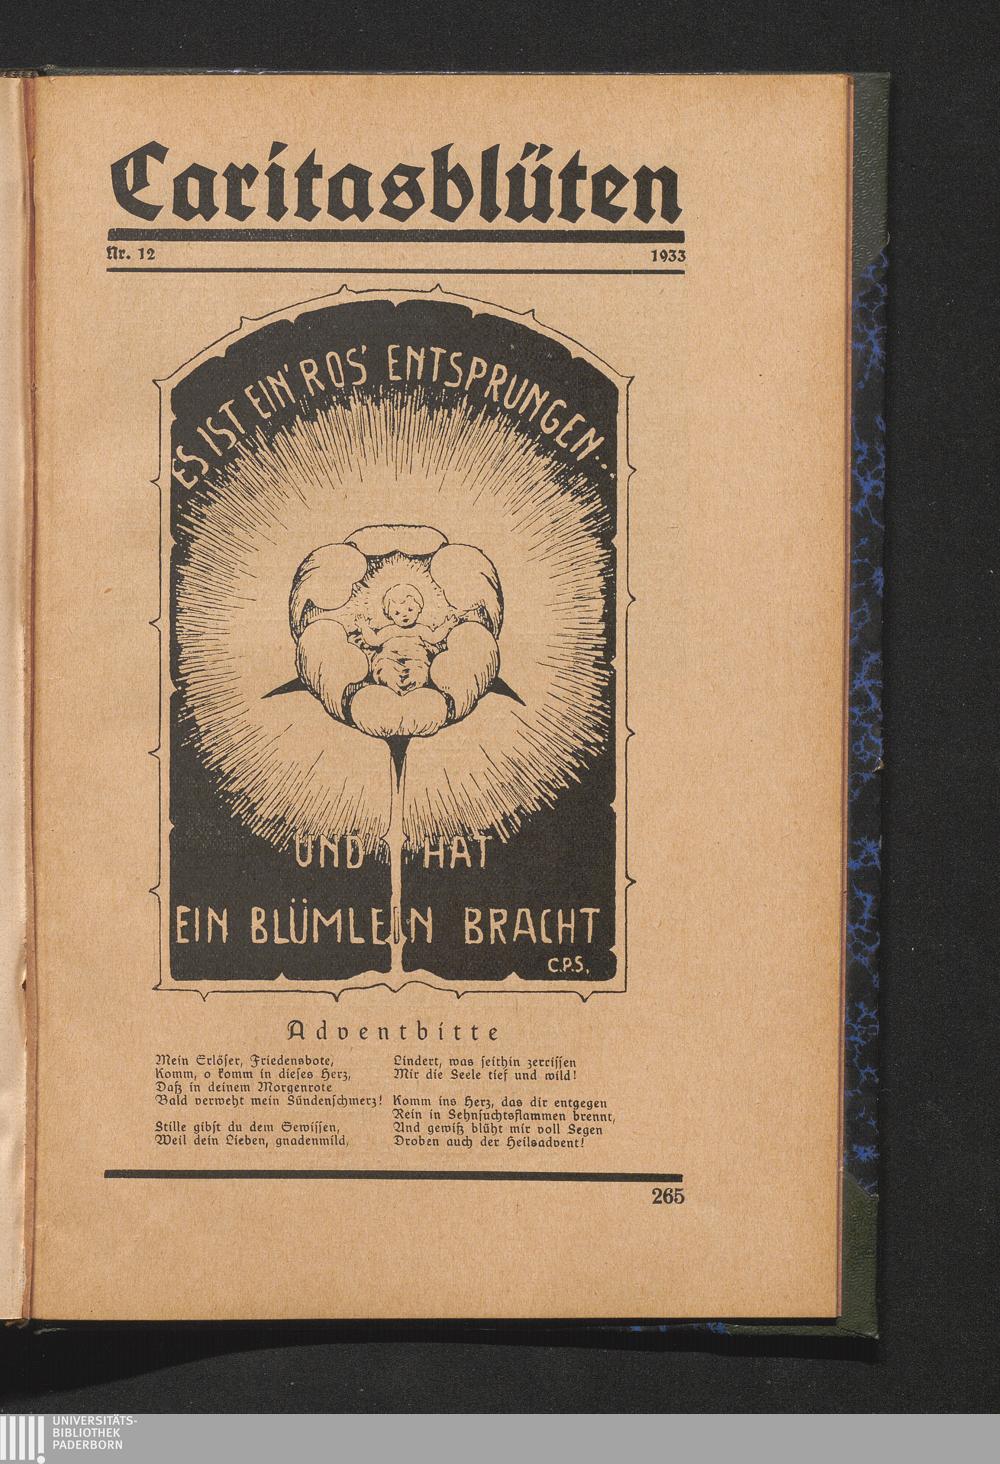 Caritasblüten
Nr. 12 1933
ES IST EIN' ROS' ENTSPRUNGEN...
UND HAT
EIN BLÜMLEIN BRACHT
C.P.S.
Adventbitte
Mein Erlöser, Friedensbote,
Komm, o komm in dieses Herz,
Daß in deinem Morgenrote
Bald verweht mein Sündenschmerz!
Stille gibst du dem Gewissen,
Weil dein Lieben, gnadenmild,
Lindert, was seithin zerrissen
Mir die Seele tief und wild!
Komm ins Herz, das dir entgegen
Rein in Sehnsuchtsflammen brennt,
Und gewiß blüht mir voll Segen
Droben auch der Heilsadvent!
265
UNIVERSITÄTS-
BIBLIOTHEK
PADERBORN